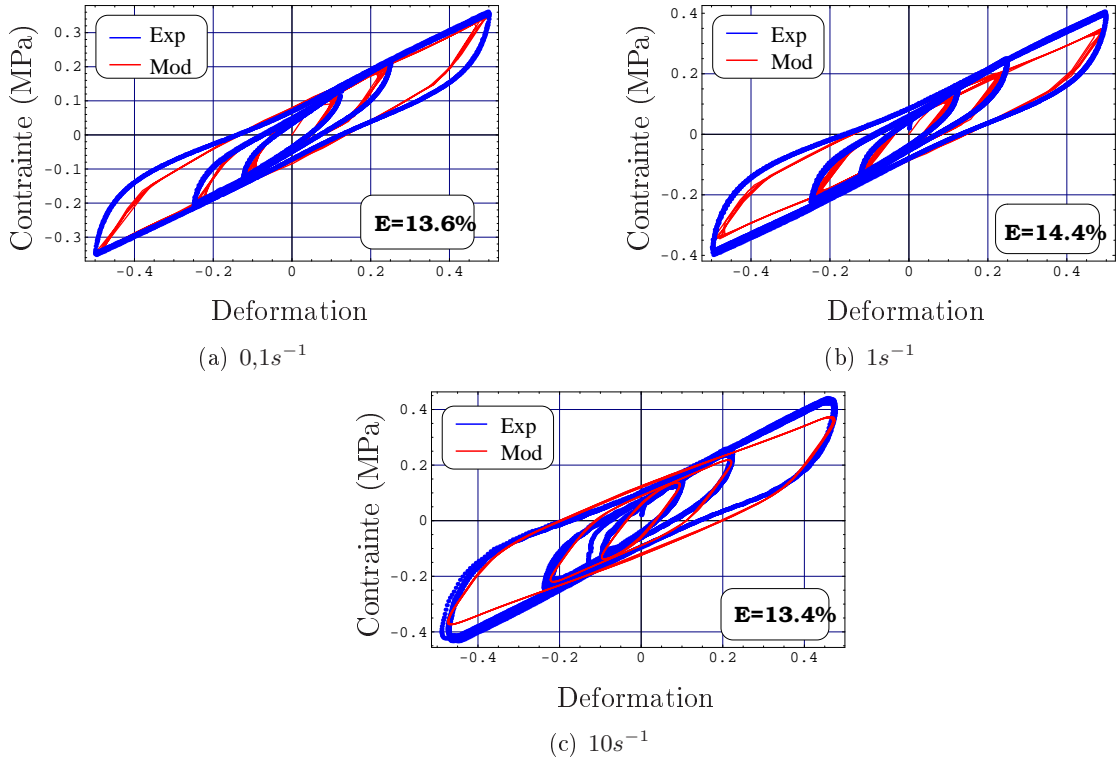 Contrainte (MPa)
0.3
0.2
0.1
0
-0.1
-0.2
-0.3
Exp
Mod
E=13.6%
-0.4
-0.2
0
0.2
0.4
Deformation
(a) 0,1s⁻¹
Contrainte (MPa)
0.4
0.2
0
-0.2
-0.4
Exp
Mod
E=14.4%
-0.4
-0.2
0
0.2
0.4
Deformation
(b) 1s⁻¹
Contrainte (MPa)
0.4
0.2
0
-0.2
-0.4
Exp
Mod
E=13.4%
-0.4
-0.2
0
0.2
0.4
Deformation
(c) 10s⁻¹